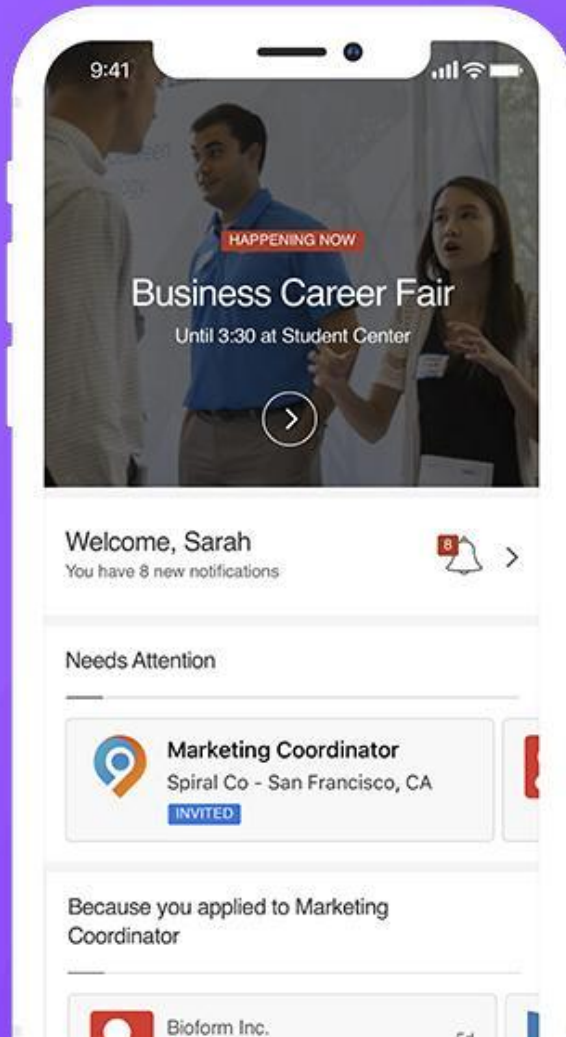 9:41
HAPPENING NOW
Business Career Fair
Until 3:30 at Student Center
Welcome, Sarah
8
You have 8 new notifications
Needs Attention
Marketing Coordinator
Spiral Co - San Francisco, CA
INVITED
Because you applied to Marketing
Coordinator
Bioform Inc.